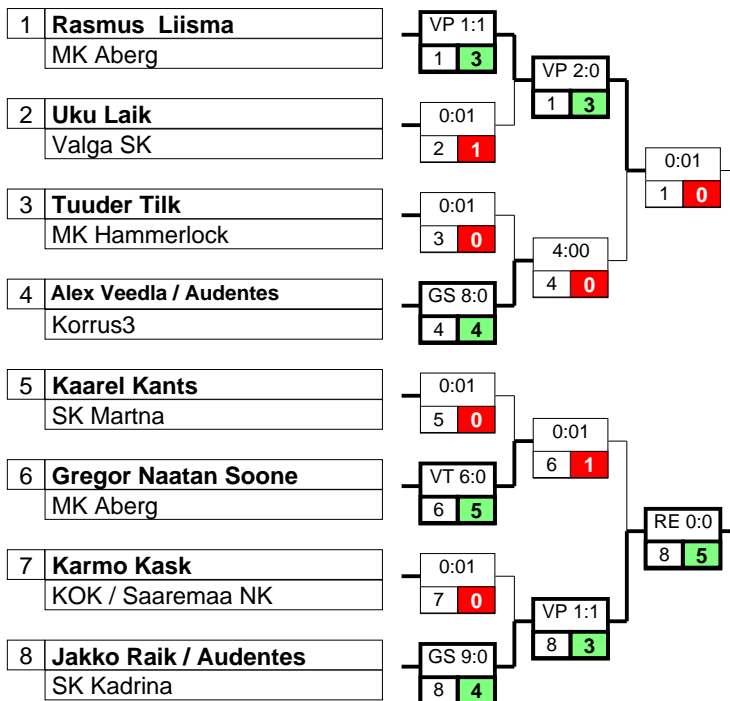 1 Rasmus Liisma
MK Aberg
VP 1:1
1 3
VP 2:0
1 3
2 Uku Laik
Valga SK
0:01
2 1
0:01
1 0
3 Tuuder Tilk
MK Hammerlock
0:01
3 0
4:00
4 0
4 Alex Veedla / Audentes
Korrus3
GS 8:0
4 4
5 Kaarel Kants
SK Martna
0:01
5 0
0:01
6 1
6 Gregor Naatan Soone
MK Aberg
VT 6:0
6 5
RE 0:0
8 5
7 Karmo Kask
KOK / Saaremaa NK
0:01
7 0
VP 1:1
8 3
8 Jakko Raik / Audentes
SK Kadrina
GS 9:0
8 4